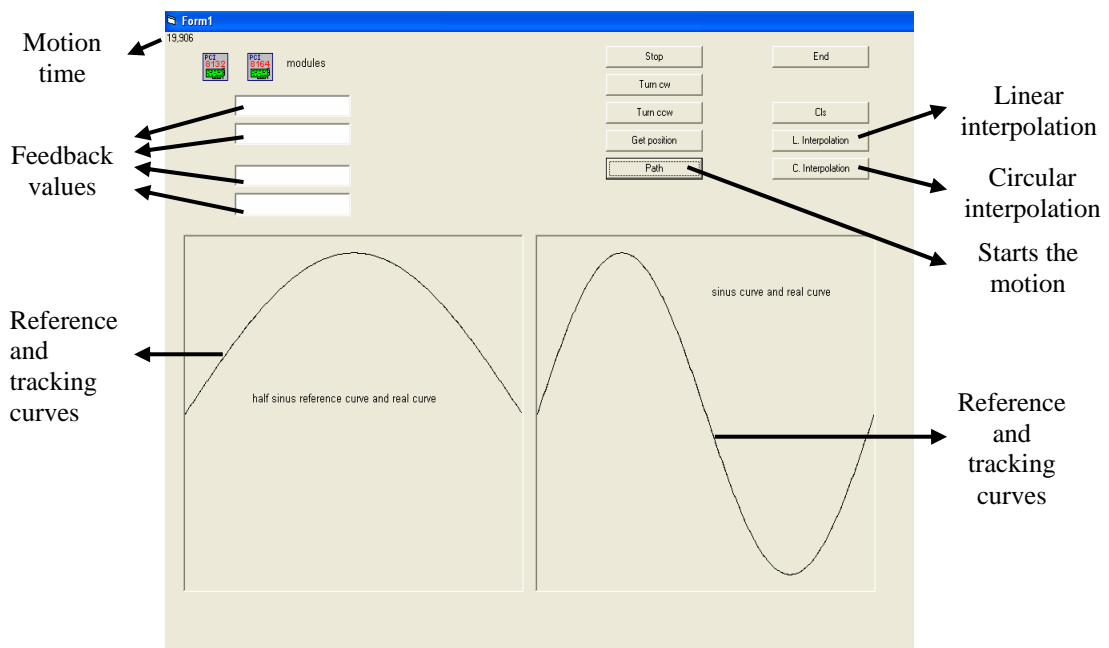 Form1
19,906
Motion
time
PCI
8132
PCI
8164
modules
Stop
End
Turn cw
Turn ccw
Cls
Get position
L. Interpolation
Path
C. Interpolation
Linear
interpolation
Feedback
values
Circular
interpolation
Starts the
motion
sinus curve and real curve
Reference
and
tracking
curves
half sinus reference curve and real curve
Reference
and
tracking
curves